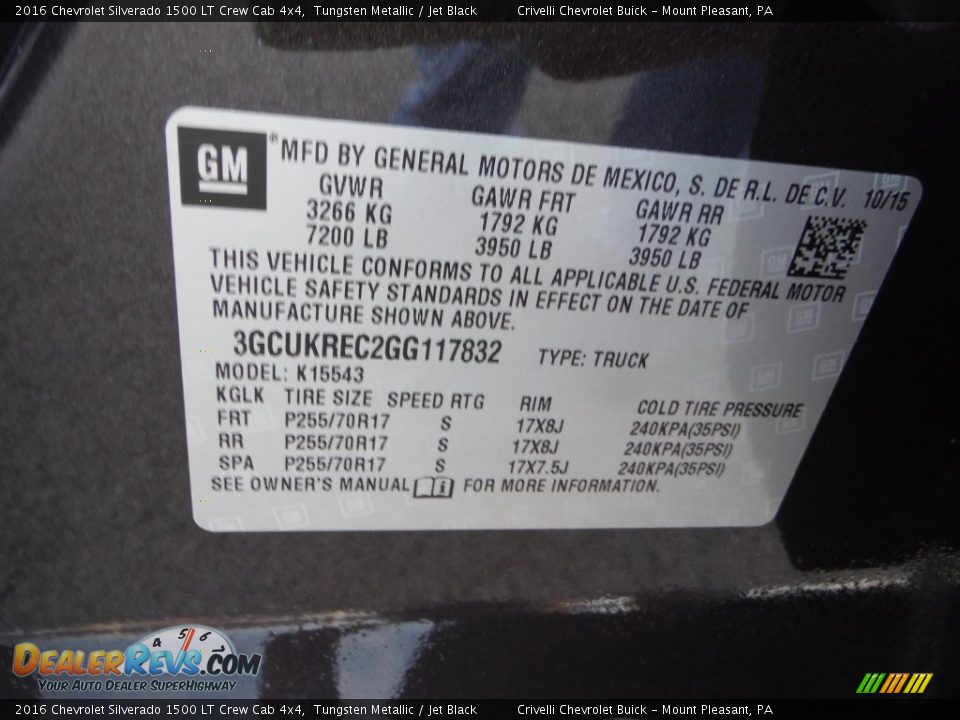 2016 Chevrolet Silverado 1500 LT Crew Cab 4x4,  Tungsten Metallic / Jet Black    Crivelli Chevrolet Buick – Mount Pleasant, PA
GM *MFD BY GENERAL MOTORS DE MEXICO, S. DE R.L. DE C.V. 10/15
GVWR GAWR FRT GAWR RR
3266 KG 1792 KG 1792 KG
7200 LB 3950 LB 3950 LB
THIS VEHICLE CONFORMS TO ALL APPLICABLE U.S. FEDERAL MOTOR
VEHICLE SAFETY STANDARDS IN EFFECT ON THE DATE OF
MANUFACTURE SHOWN ABOVE.
3GCUKREC2GG117832 TYPE: TRUCK
MODEL: K15543
KGLK TIRE SIZE SPEED RTG RIM COLD TIRE PRESSURE
FRT P255/70R17 S 17X8J 240KPA(35PSI)
RR P255/70R17 S 17X8J 240KPA(35PSI)
SPA P255/70R17 S 17X7.5J 240KPA(35PSI)
SEE OWNER'S MANUAL FOR MORE INFORMATION.
4 5 6
DEALERREVS.COM
YOUR AUTO DEALER SUPERHIGHWAY
2016 Chevrolet Silverado 1500 LT Crew Cab 4x4,  Tungsten Metallic / Jet Black    Crivelli Chevrolet Buick – Mount Pleasant, PA